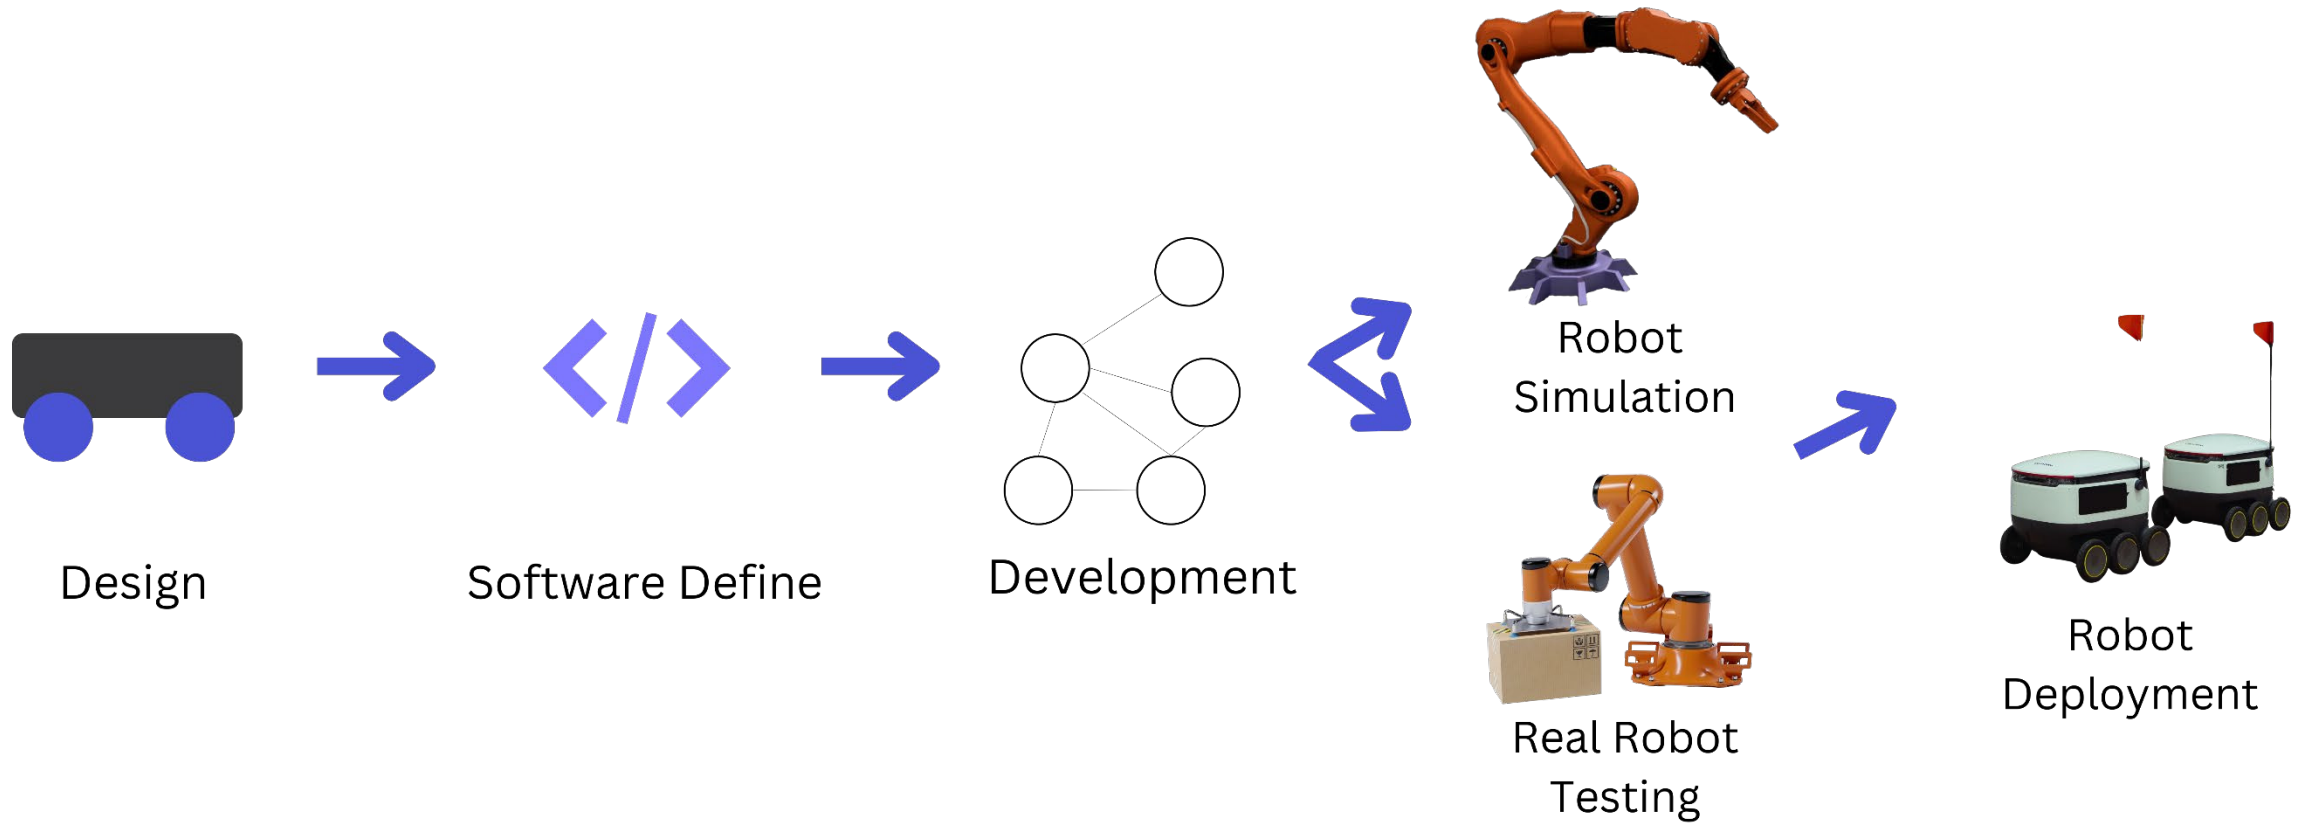 Design
Software Define
Development
Robot
Simulation
Real Robot
Testing
Robot
Deployment